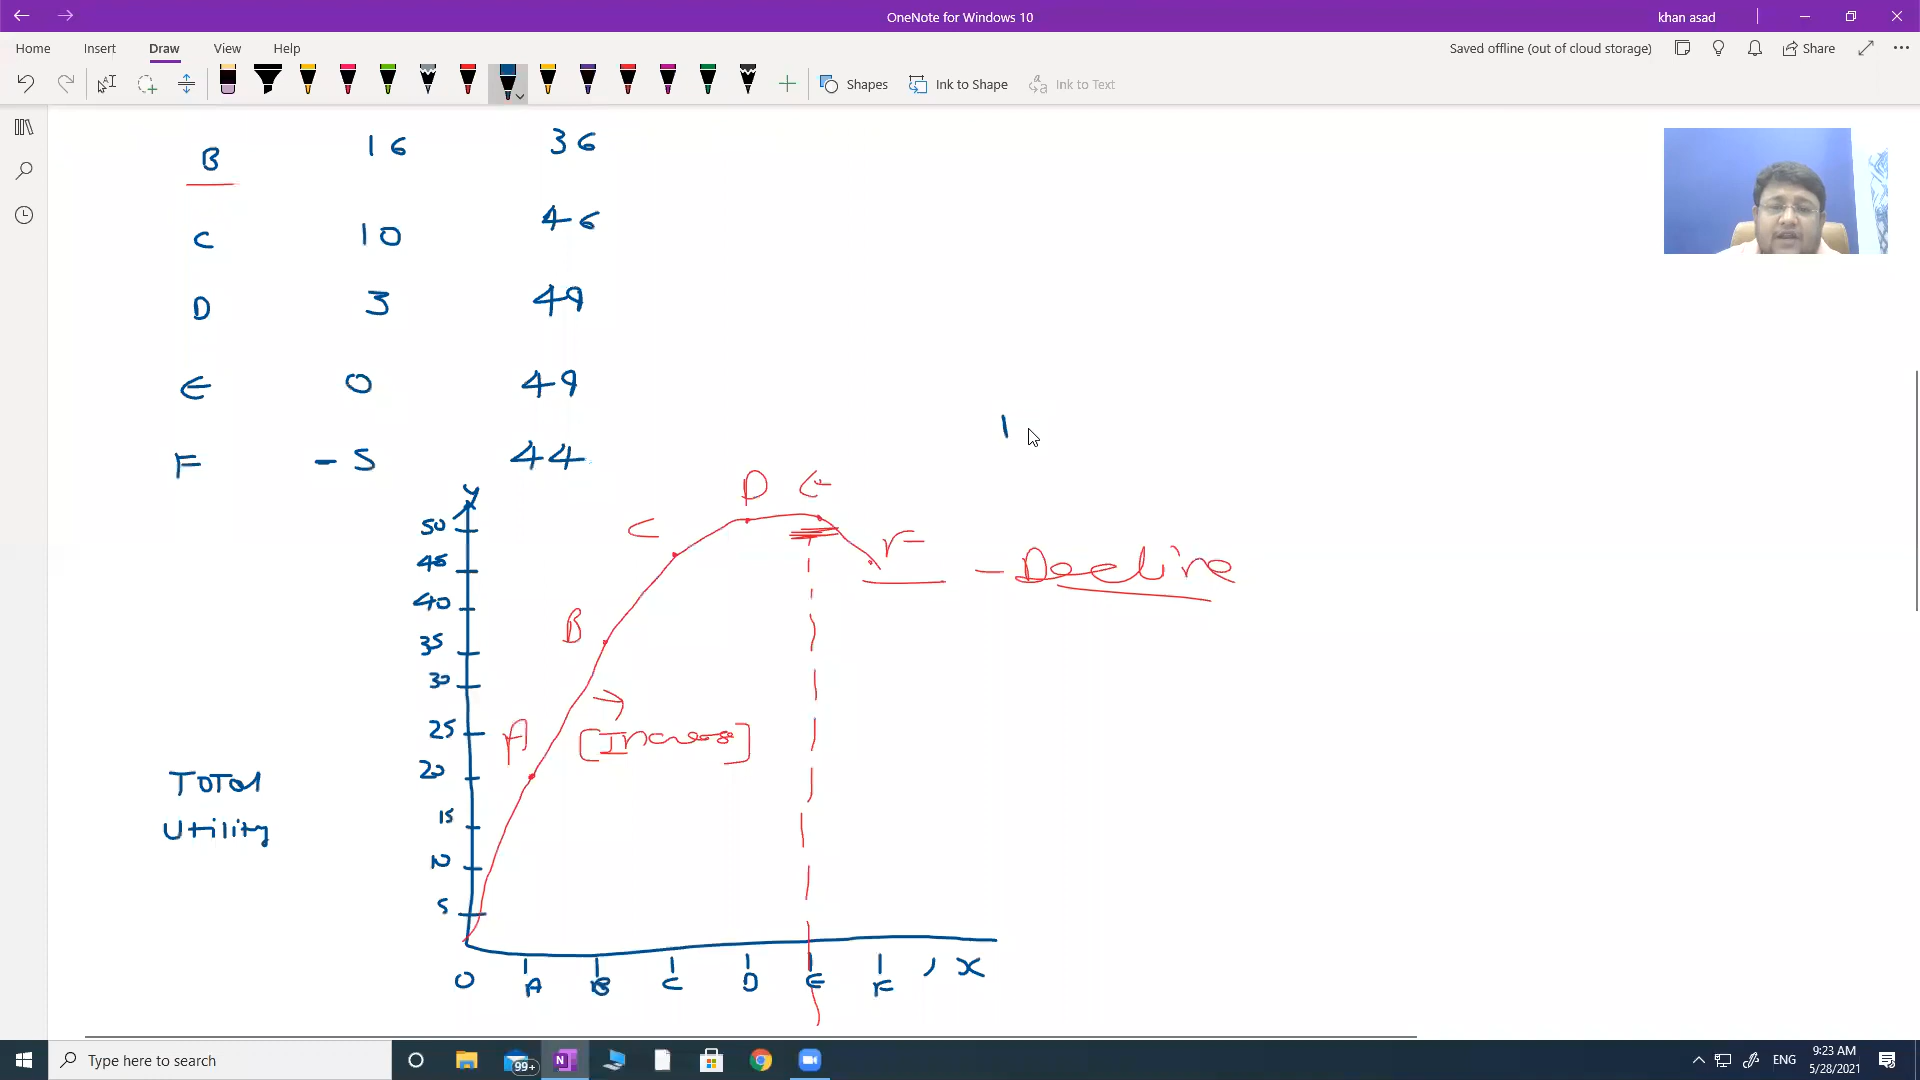 OneNote for Windows 10
khan asad
Home Insert Draw View Help
Saved offline (out of cloud storage)
Share
Shapes
Ink to Shape
Ink to Text
B 16 36
C 10 46
D 3 49
E 0 49
F -5 44
1
Y
D E
50
C
F
45
- Decline
40
B
35
30
25
A [Increase]
20
Total
15
Utility
10
5
O A B C D E F , X
Type here to search
99+
ENG
9:23 AM
5/28/2021